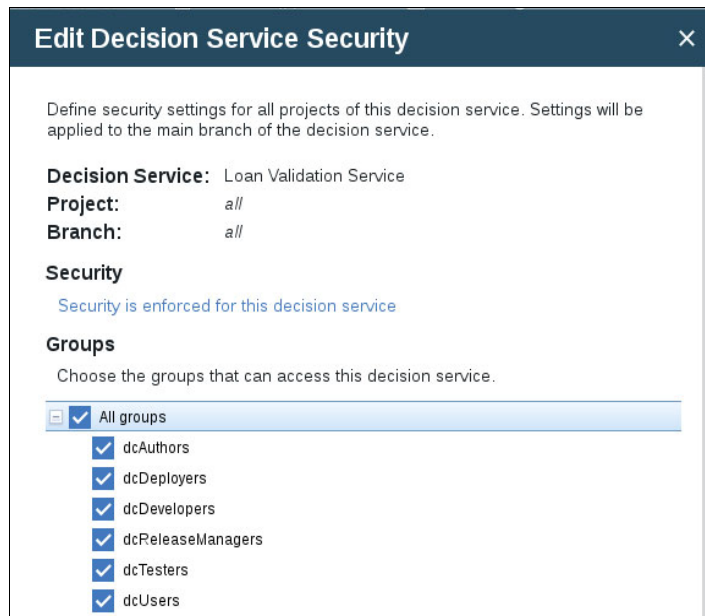 Edit Decision Service Security
Define security settings for all projects of this decision service. Settings will be
applied to the main branch of the decision service.
Decision Service: Loan Validation Service
Project: all
Branch: all
Security
Security is enforced for this decision service
Groups
Choose the groups that can access this decision service.
All groups
dcAuthors
dcDeployers
dcDevelopers
dcReleaseManagers
dcTesters
dcUsers